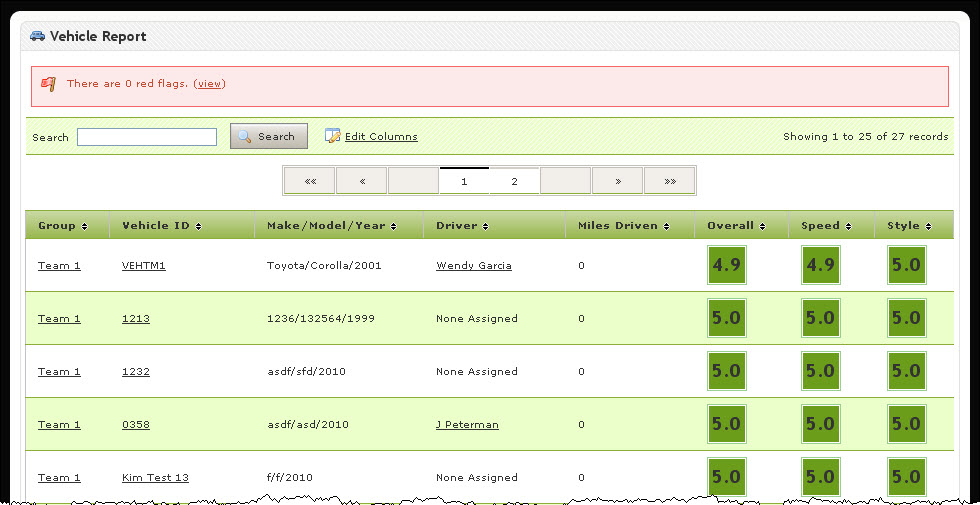 Vehicle Report
There are 0 red flags. (view)
Search Search Edit Columns Showing 1 to 25 of 27 records
«« « 1 2 » »»
Group Vehicle ID Make/Model/Year Driver Miles Driven Overall Speed Style
Team 1 VEHTM1 Toyota/Corolla/2001 Wendy Garcia 0 4.9 4.9 5.0
Team 1 1213 1236/132564/1999 None Assigned 0 5.0 5.0 5.0
Team 1 1232 asdf/sfd/2010 None Assigned 0 5.0 5.0 5.0
Team 1 0358 asdf/asd/2010 J Peterman 0 5.0 5.0 5.0
Team 1 Kim Test 13 f/f/2010 None Assigned 0 5.0 5.0 5.0